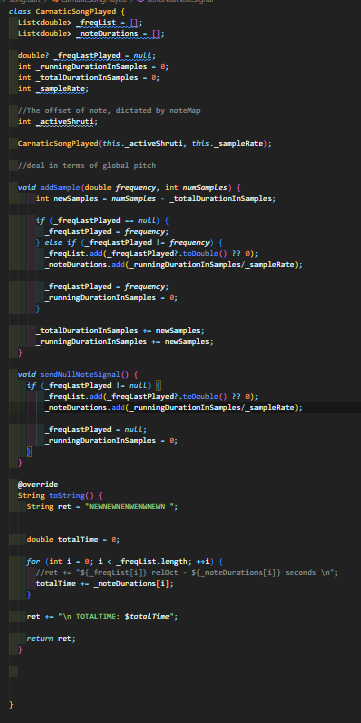 class CarnaticSongPlayed {
List<double> _freqList = [];
List<double> _noteDurations = [];
double? _freqLastPlayed = null;
int _runningDurationInSamples = 0;
int _totalDurationInSamples = 0;
int _sampleRate;
//The offset of note, dictated by noteMap
int _activeShruti;
CarnaticSongPlayed(this._activeShruti, this._sampleRate);
//deal in terms of global pitch
void addSample(double frequency, int numSamples) {
int newSamples = numSamples - _totalDurationInSamples;
if (_freqLastPlayed == null) {
_freqLastPlayed = frequency;
} else if (_freqLastPlayed != frequency) {
_freqList.add(_freqLastPlayed?.toDouble() ?? 0);
_noteDurations.add(_runningDurationInSamples/_sampleRate);
_freqLastPlayed = frequency;
_runningDurationInSamples = 0;
}
_totalDurationInSamples += newSamples;
_runningDurationInSamples += newSamples;
}
void sendNullNoteSignal() {
if (_freqLastPlayed != null) {
_freqList.add(_freqLastPlayed?.toDouble() ?? 0);
_noteDurations.add(_runningDurationInSamples/_sampleRate);
_freqLastPlayed = null;
_runningDurationInSamples = 0;
}
}
@override
String toString() {
String ret = "NEWNEWNENWENWNEWN ";
double totalTime = 0;
for (int i = 0; i < _freqList.length; ++i) {
//ret += "${_freqList[i]} relOct - ${_noteDurations[i]} seconds \n";
totalTime += _noteDurations[i];
}
ret += "\n TOTALTIME: $totalTime";
return ret;
}
}